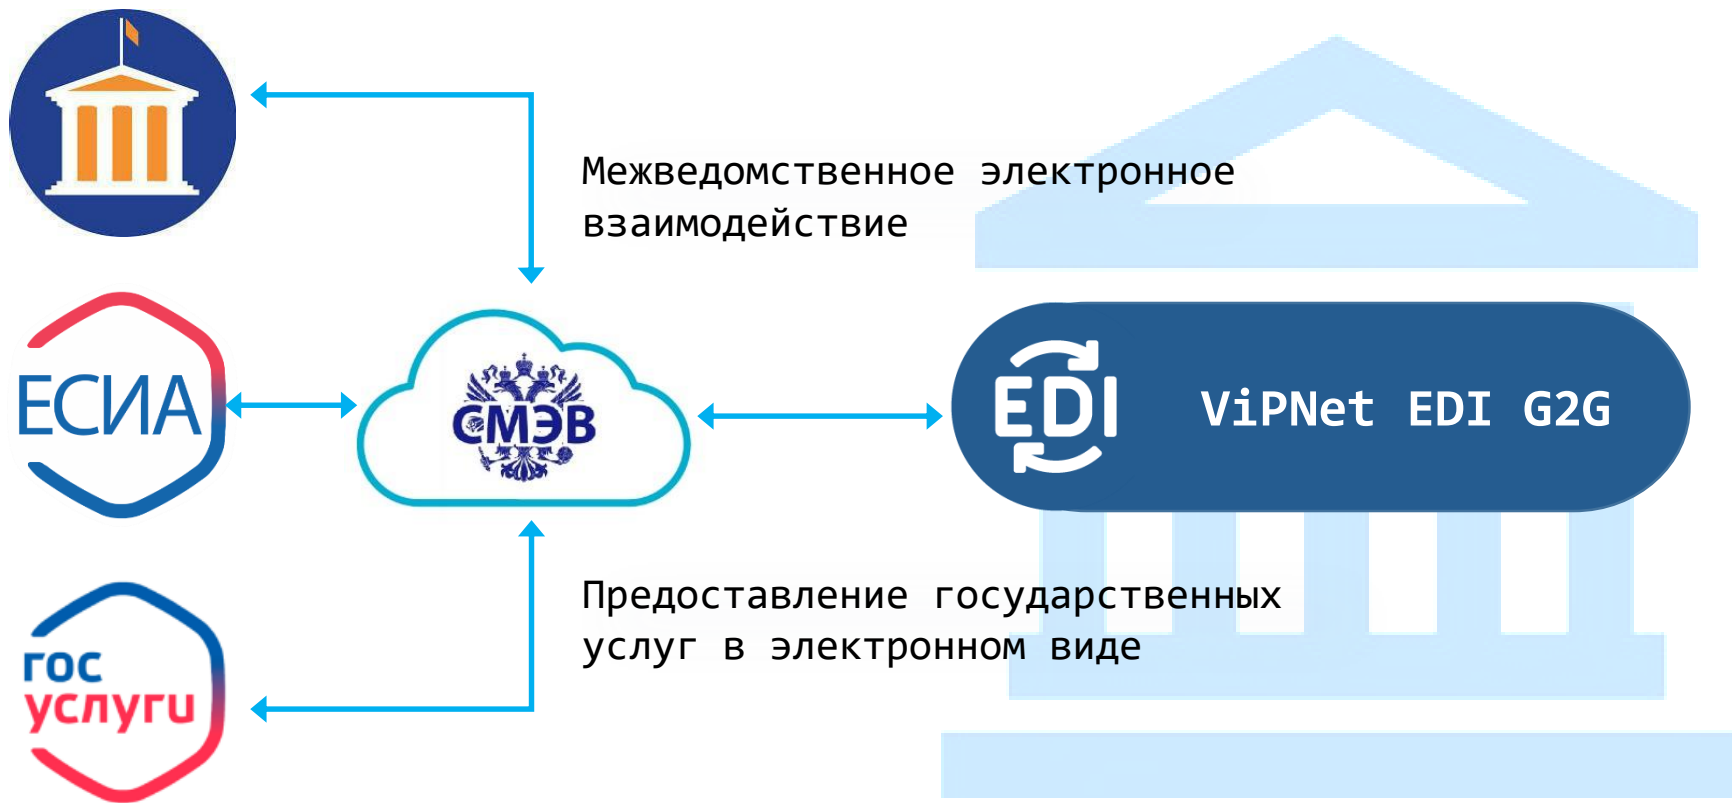 Межведомственное электронное
взаимодействие
ЕСИА
СМЭВ
EDI
ViPNet EDI G2G
Предоставление государственных
услуг в электронном виде
гос
услуги